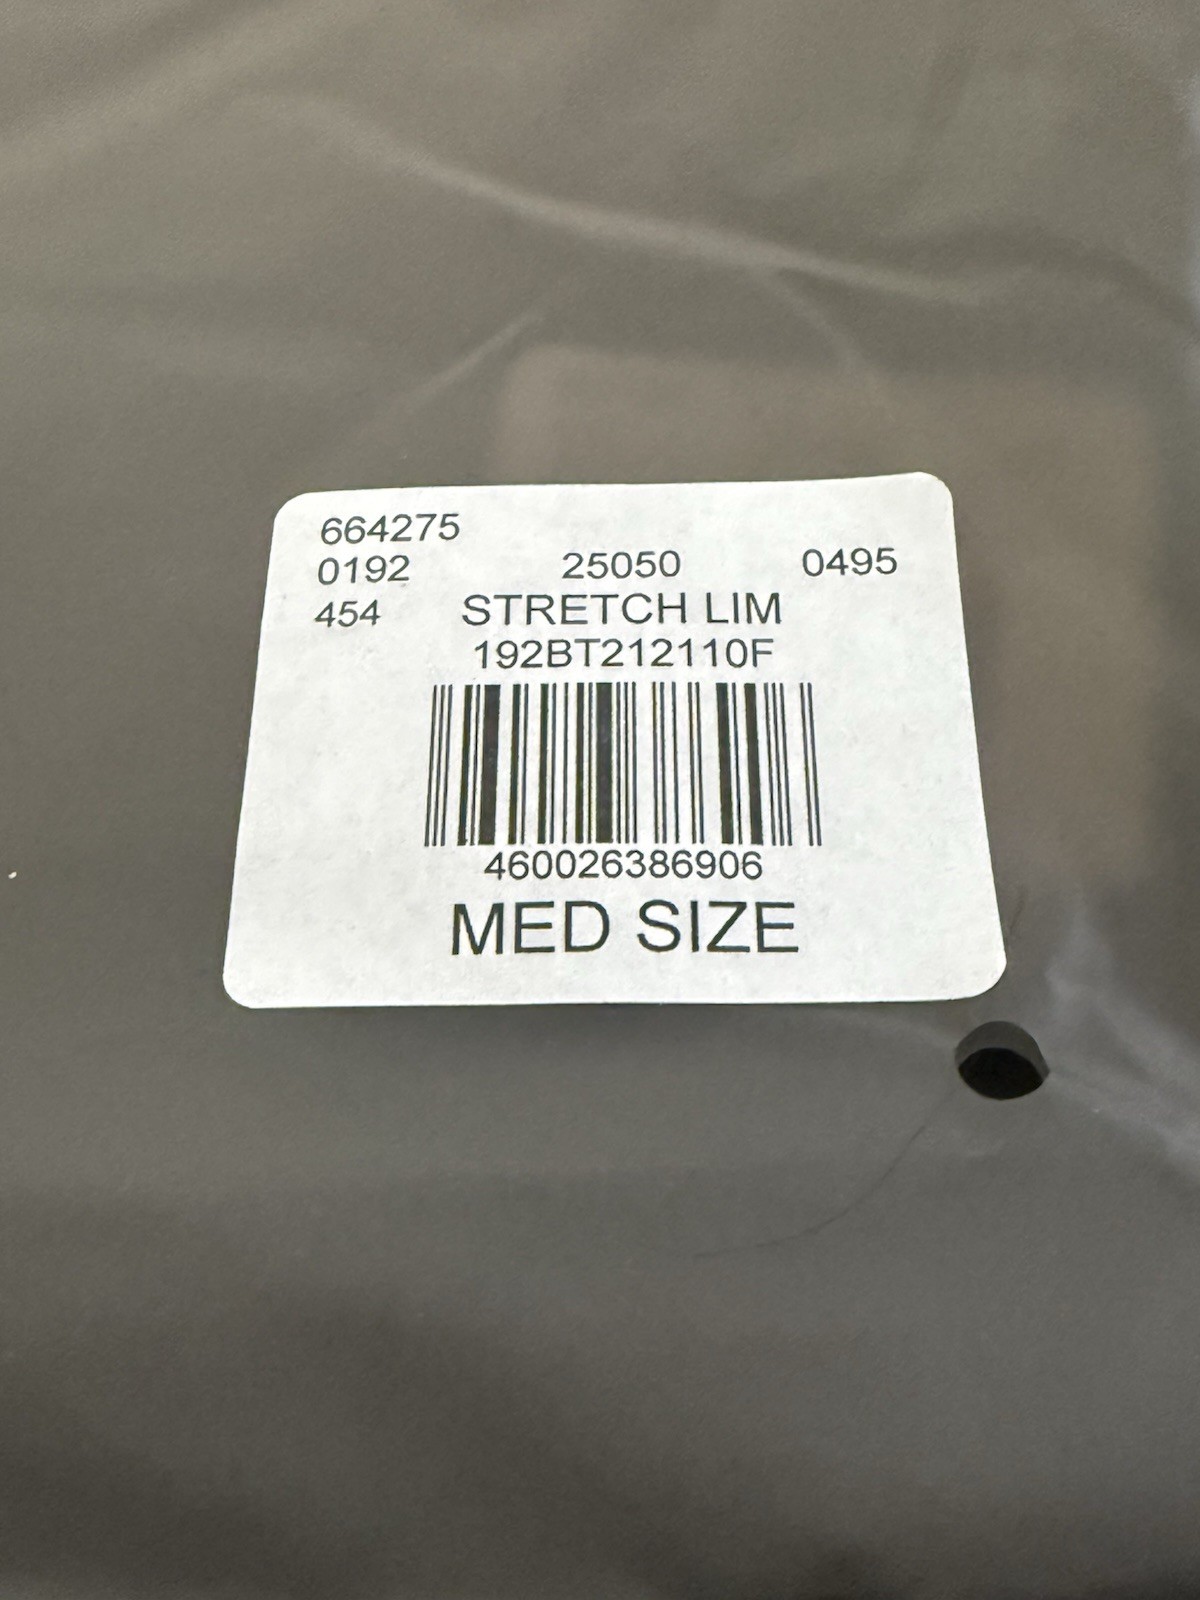 664275
0192 25050 0495
454 STRETCH LIM
192BT212110F
460026386906
MED SIZE